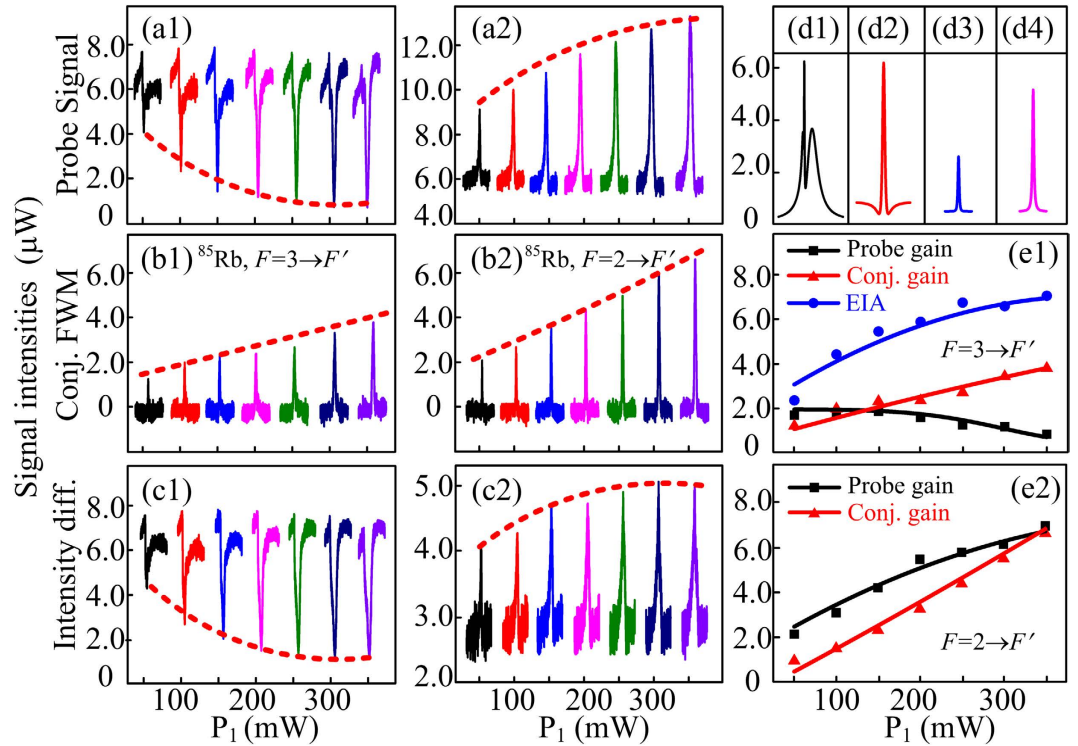 Signal intensities (μW)
Probe Signal
(a1)
8.0
6.0
4.0
2.0
0
(a2)
12.0
10.0
8.0
6.0
4.0
(d1) (d2) (d3) (d4)
6.0
4.0
2.0
0
Conj. FWM
(b1) ⁸⁵Rb, F=3→F′
6.0
4.0
2.0
0
(b2) ⁸⁵Rb, F=2→F′
6.0
4.0
2.0
0
(e1)
Probe gain
Conj. gain
EIA
8.0
6.0
4.0
2.0
0
F=3→F′
Intensity diff.
(c1)
8.0
6.0
4.0
2.0
0
100 200 300
P₁ (mW)
(c2)
5.0
4.0
3.0
2.0
100 200 300
P₁ (mW)
(e2)
Probe gain
Conj. gain
8.0
6.0
4.0
2.0
0
F=2→F′
100 200 300
P₁ (mW)